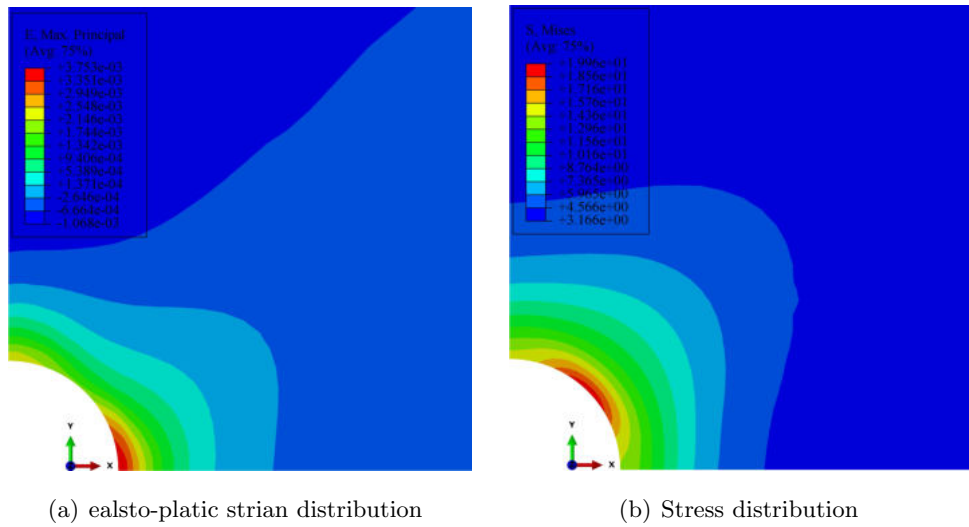 E, Max. Principal
(Avg: 75%)
+3.753e-03
+3.351e-03
+2.949e-03
+2.548e-03
+2.146e-03
+1.744e-03
+1.342e-03
+9.406e-04
+5.389e-04
+1.371e-04
-2.646e-04
-6.664e-04
-1.068e-03
Y
X
S, Mises
(Avg: 75%)
+1.996e+01
+1.856e+01
+1.716e+01
+1.576e+01
+1.436e+01
+1.296e+01
+1.156e+01
+1.016e+01
+8.764e+00
+7.365e+00
+5.965e+00
+4.566e+00
+3.166e+00
Y
X
(a) ealsto-platic strian distribution
(b) Stress distribution